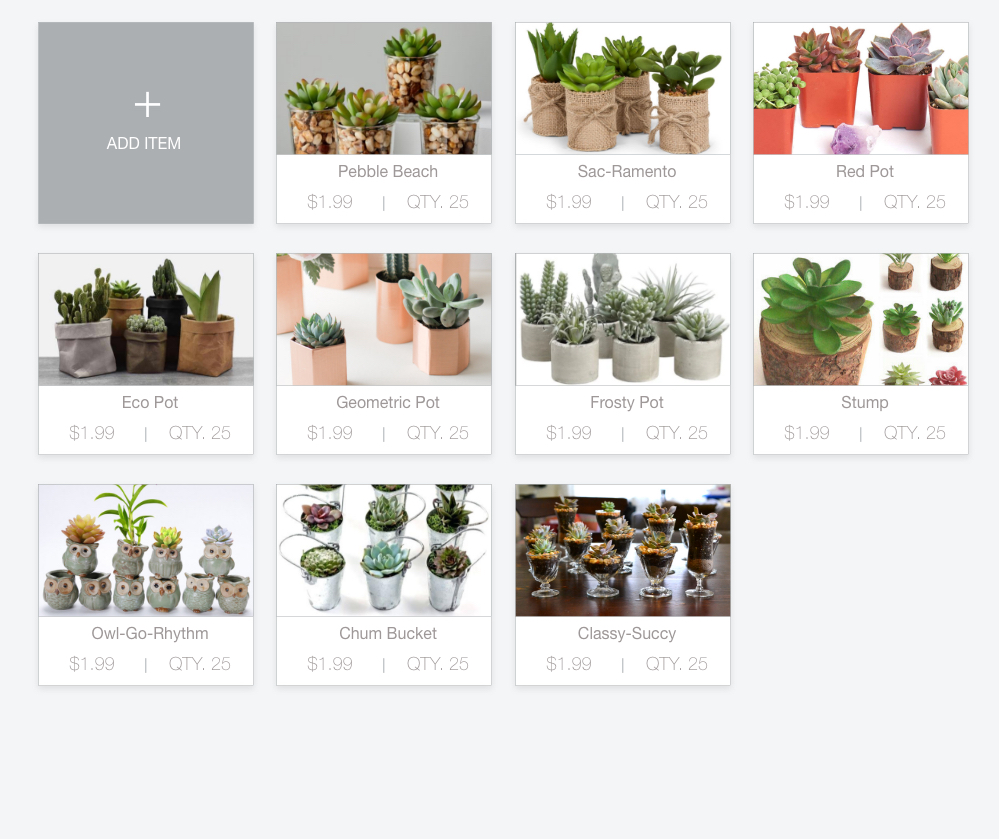 ADD ITEM
Pebble Beach
$1.99 | QTY. 25
Sac-Ramento
$1.99 | QTY. 25
Red Pot
$1.99 | QTY. 25
Eco Pot
$1.99 | QTY. 25
Geometric Pot
$1.99 | QTY. 25
Frosty Pot
$1.99 | QTY. 25
Stump
$1.99 | QTY. 25
Owl-Go-Rhythm
$1.99 | QTY. 25
Chum Bucket
$1.99 | QTY. 25
Classy-Succy
$1.99 | QTY. 25